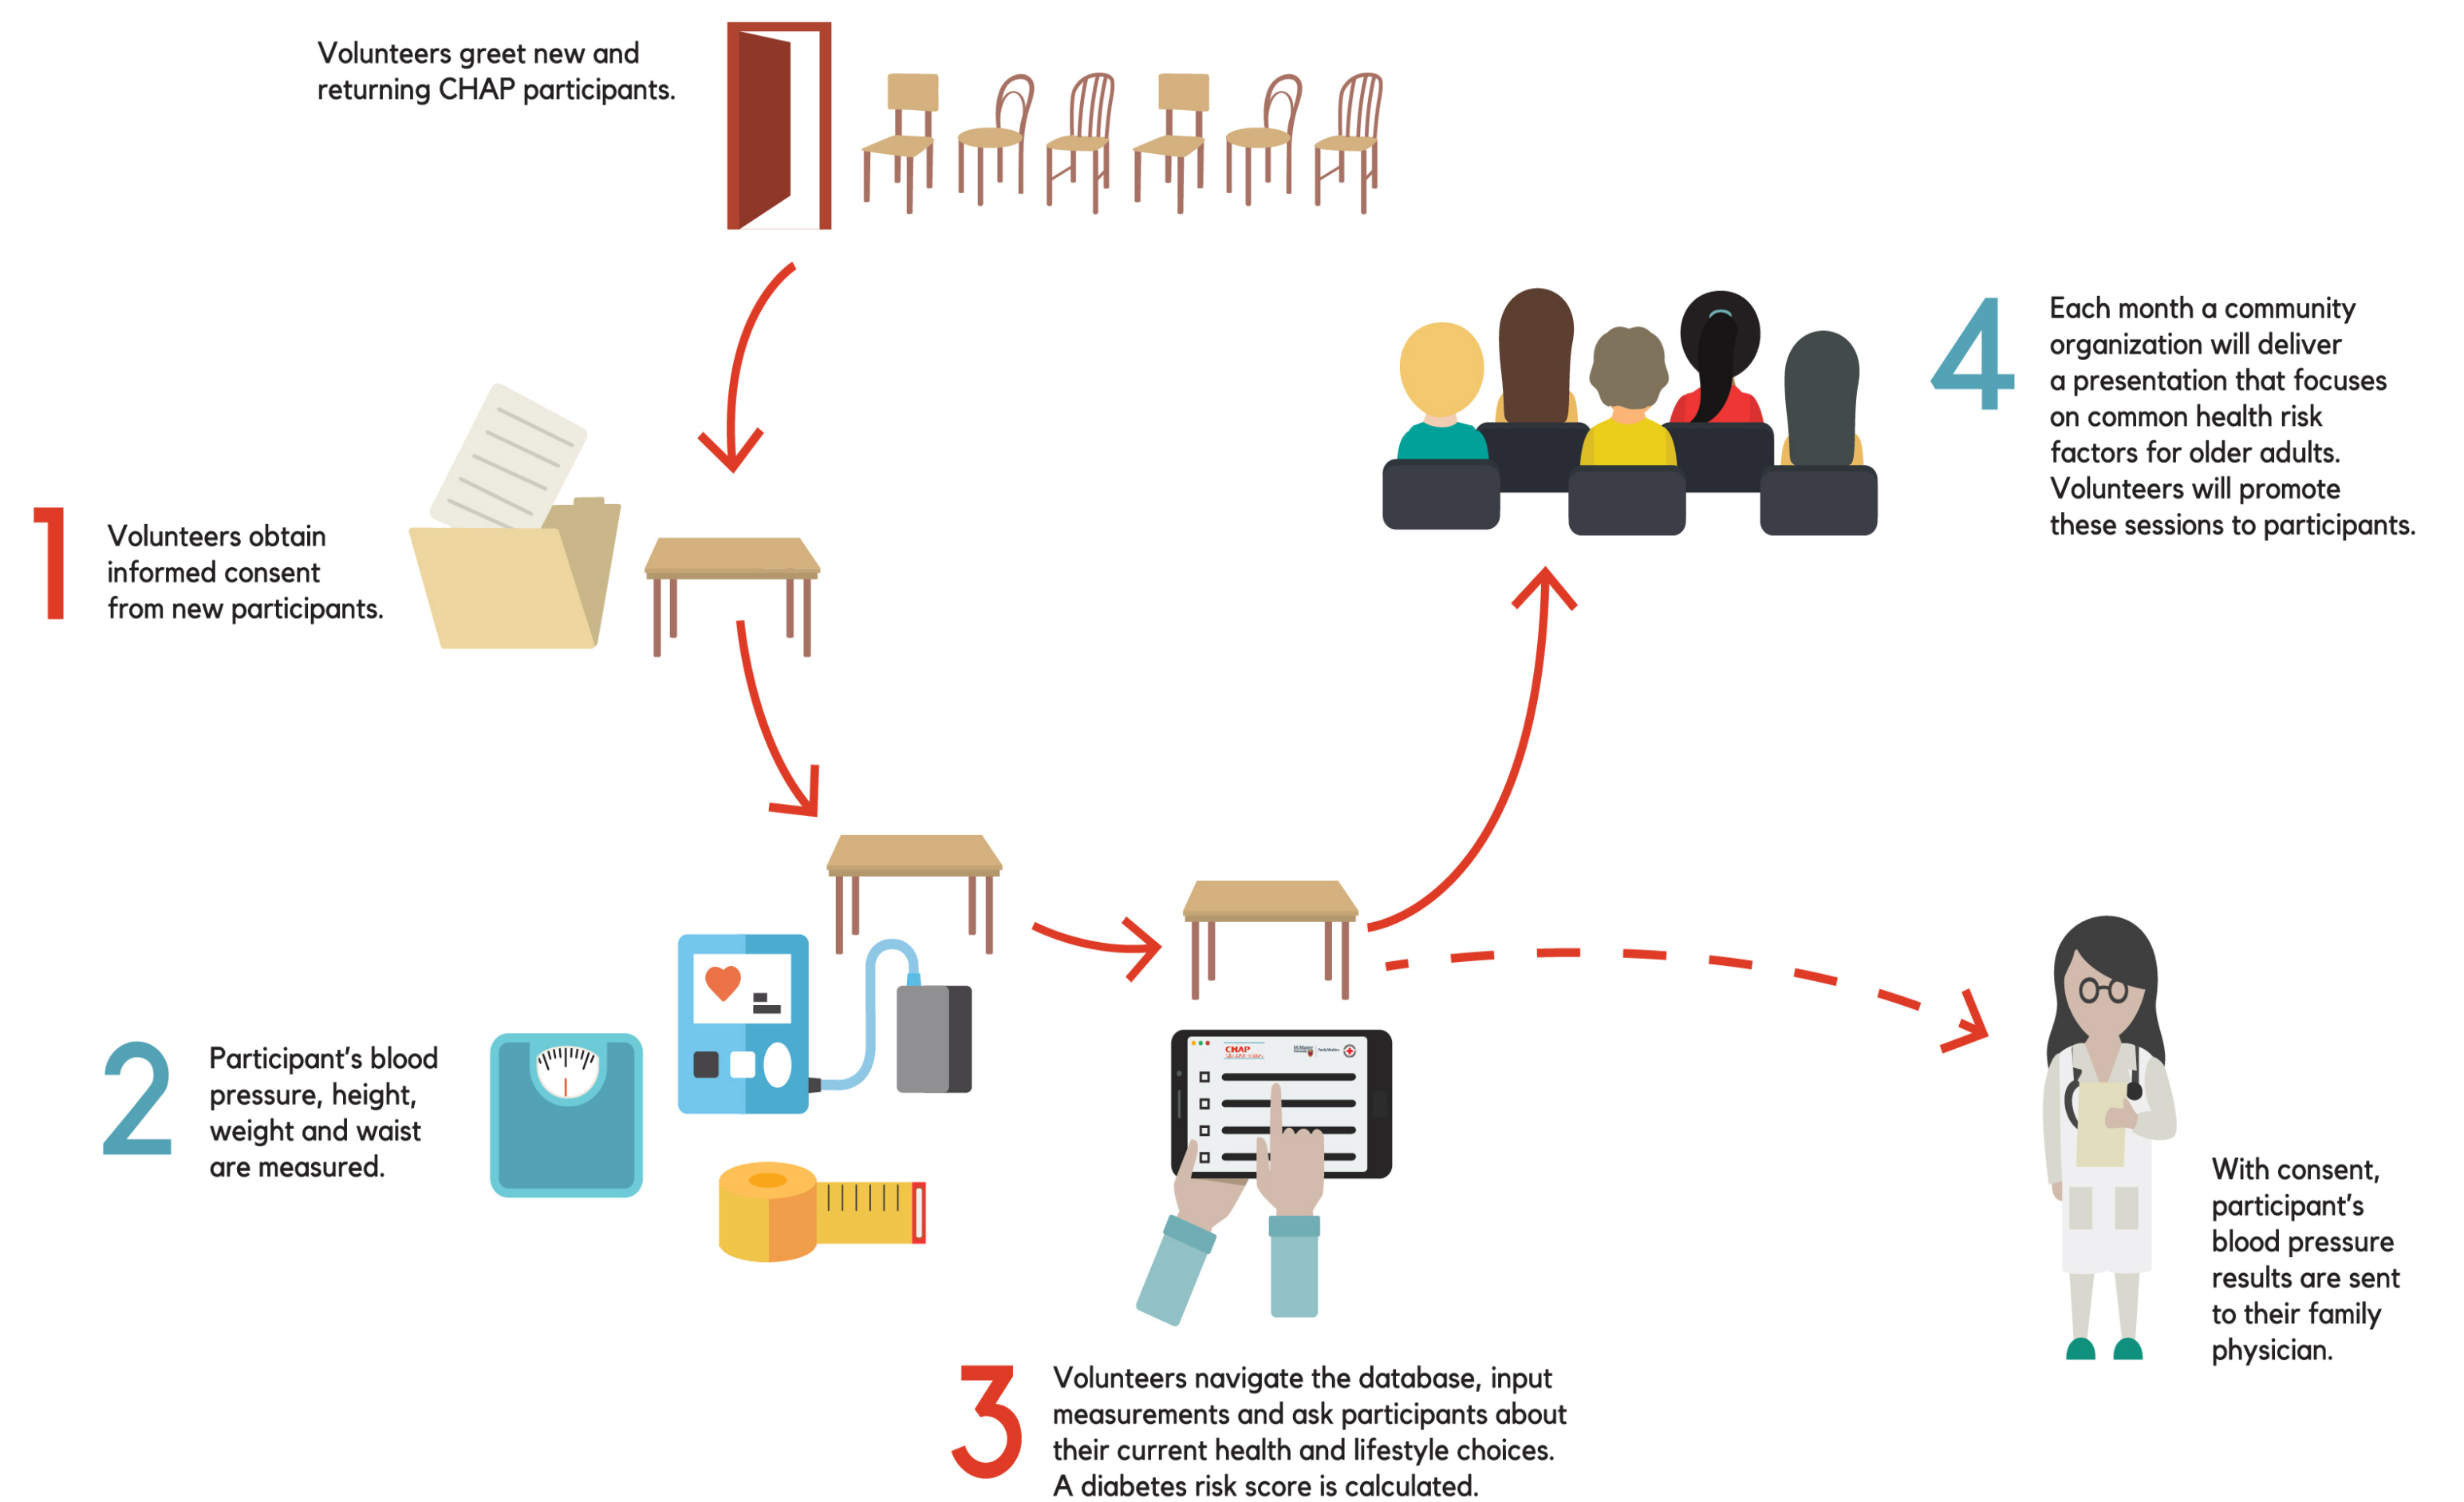 Volunteers greet new and
returning CHAP participants.
1
Volunteers obtain
informed consent
from new participants.
2
Participant's blood
pressure, height,
weight and waist
are measured.
CHAP
McMaster
University
Family Medicine
3
Volunteers navigate the database, input
measurements and ask participants about
their current health and lifestyle choices.
A diabetes risk score is calculated.
4
Each month a community
organization will deliver
a presentation that focuses
on common health risk
factors for older adults.
Volunteers will promote
these sessions to participants.
With consent,
participant's
blood pressure
results are sent
to their family
physician.